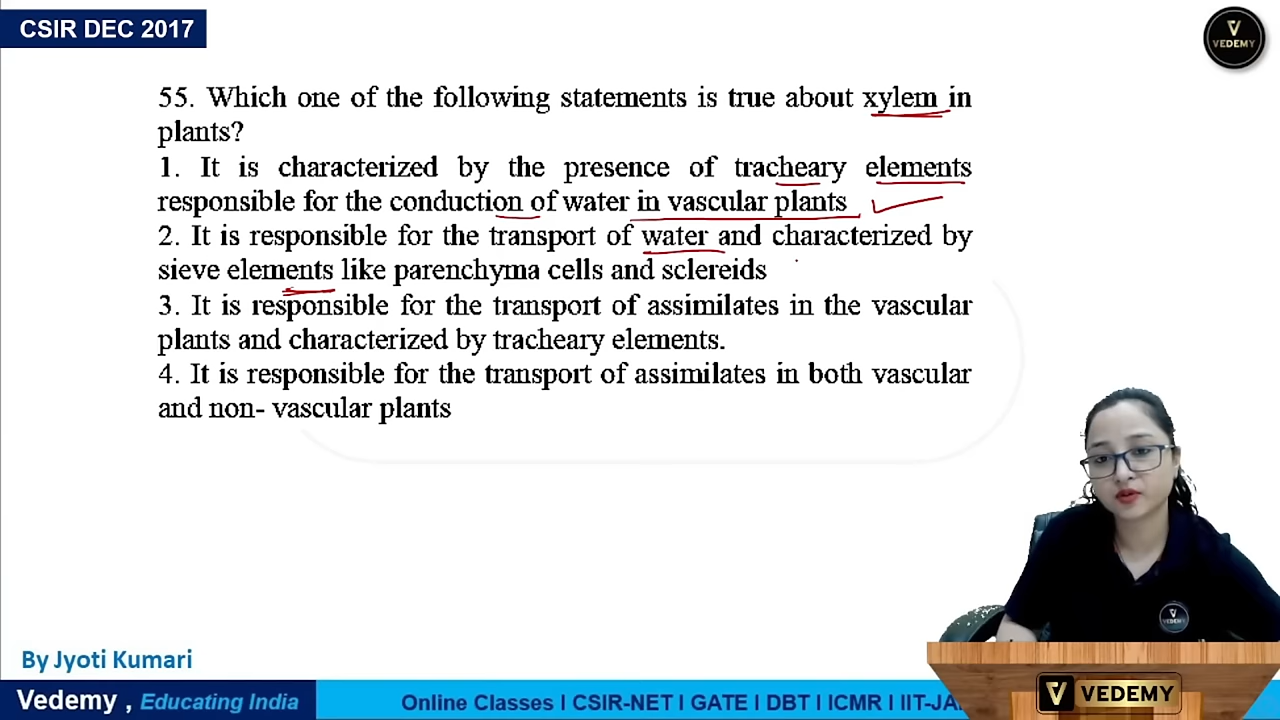 CSIR DEC 2017
V
VEDEMY
55. Which one of the following statements is true about xylem in
plants?
1. It is characterized by the presence of tracheary elements
responsible for the conduction of water in vascular plants
2. It is responsible for the transport of water and characterized by
sieve elements like parenchyma cells and sclereids
3. It is responsible for the transport of assimilates in the vascular
plants and characterized by tracheary elements.
4. It is responsible for the transport of assimilates in both vascular
and non- vascular plants
V
VEDEMY
By Jyoti Kumari
V VEDEMY
Vedemy , Educating India
Online Classes I CSIR-NET I GATE I DBT I ICMR I IIT-JA